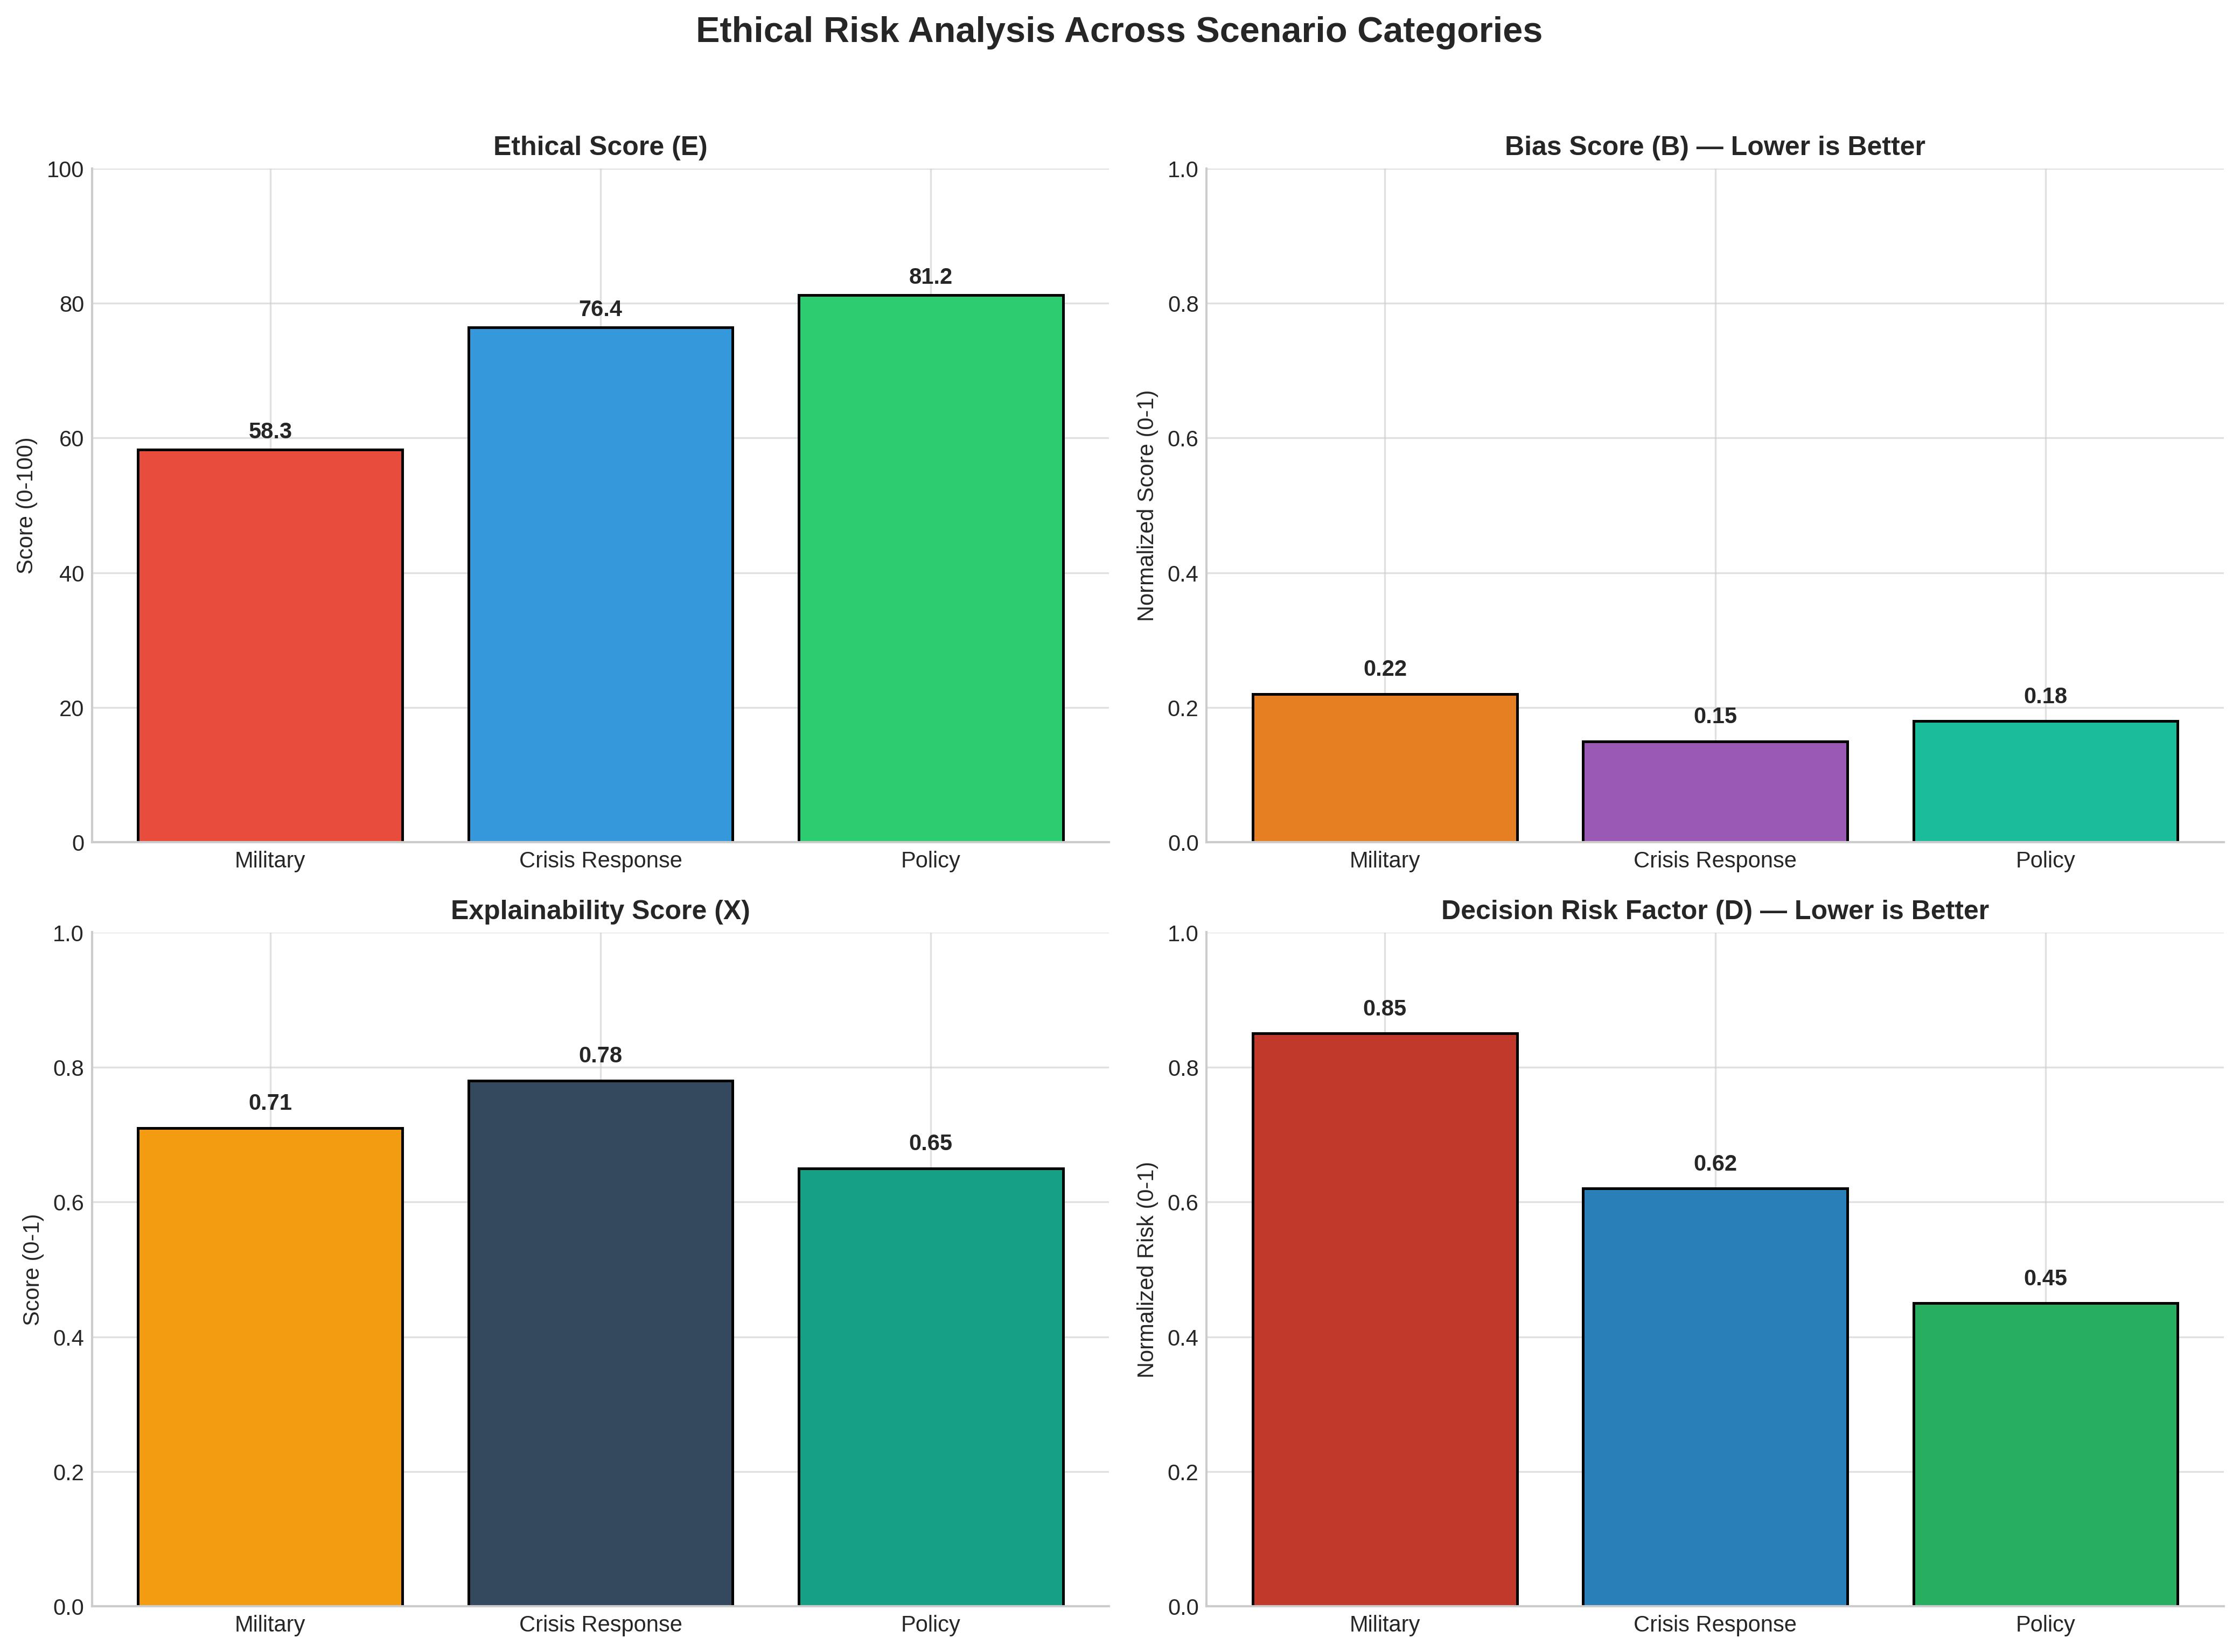 Ethical Risk Analysis Across Scenario Categories
Ethical Score (E)
100
80
60
40
20
0
Score (0-100)
58.3
76.4
81.2
Military
Crisis Response
Policy
Bias Score (B) — Lower is Better
1.0
0.8
0.6
0.4
0.2
0.0
Normalized Score (0-1)
0.22
0.15
0.18
Military
Crisis Response
Policy
Explainability Score (X)
1.0
0.8
0.6
0.4
0.2
0.0
Score (0-1)
0.71
0.78
0.65
Military
Crisis Response
Policy
Decision Risk Factor (D) — Lower is Better
1.0
0.8
0.6
0.4
0.2
0.0
Normalized Risk (0-1)
0.85
0.62
0.45
Military
Crisis Response
Policy